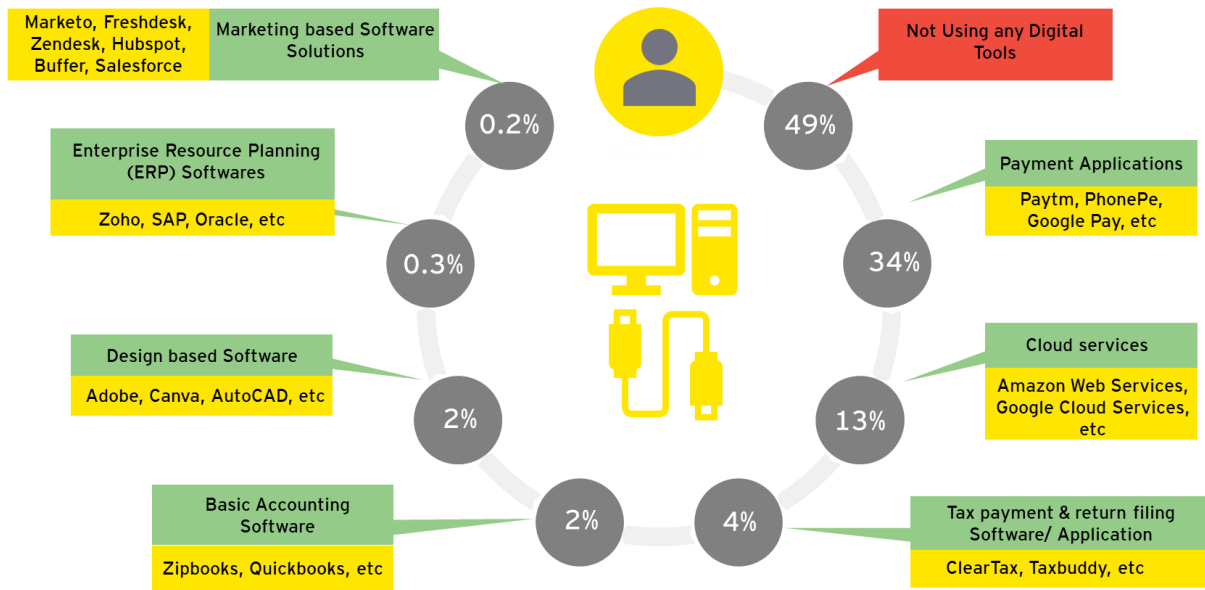 Marketo, Freshdesk,
Zendesk, Hubspot,
Buffer, Salesforce
Marketing based Software
Solutions
0.2%
Not Using any Digital
Tools
49%
Enterprise Resource Planning
(ERP) Softwares
Zoho, SAP, Oracle, etc
0.3%
Payment Applications
Paytm, PhonePe,
Google Pay, etc
34%
Design based Software
Adobe, Canva, AutoCAD, etc
2%
Cloud services
Amazon Web Services,
Google Cloud Services,
etc
13%
Basic Accounting
Software
Zipbooks, Quickbooks, etc
2%
Tax payment & return filing
Software/ Application
ClearTax, Taxbuddy, etc
4%